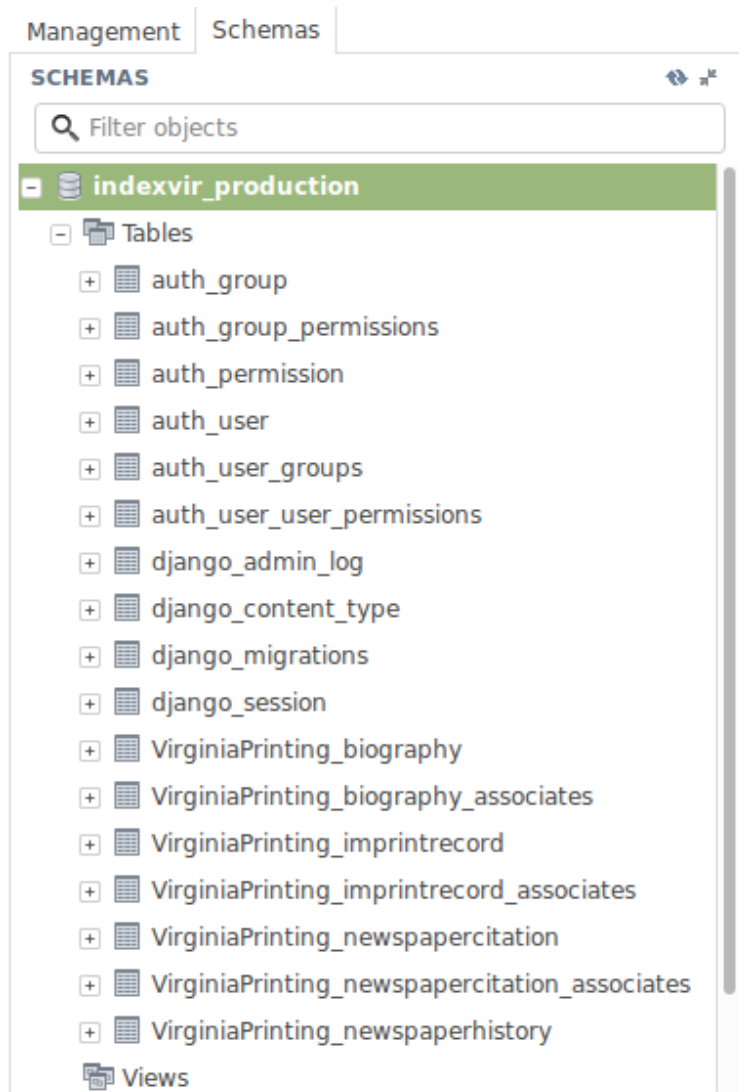 Management Schemas
SCHEMAS
Filter objects
indexvir_production
Tables
auth_group
auth_group_permissions
auth_permission
auth_user
auth_user_groups
auth_user_user_permissions
django_admin_log
django_content_type
django_migrations
django_session
VirginiaPrinting_biography
VirginiaPrinting_biography_associates
VirginiaPrinting_imprintrecord
VirginiaPrinting_imprintrecord_associates
VirginiaPrinting_newspapercitation
VirginiaPrinting_newspapercitation_associates
VirginiaPrinting_newspaperhistory
Views